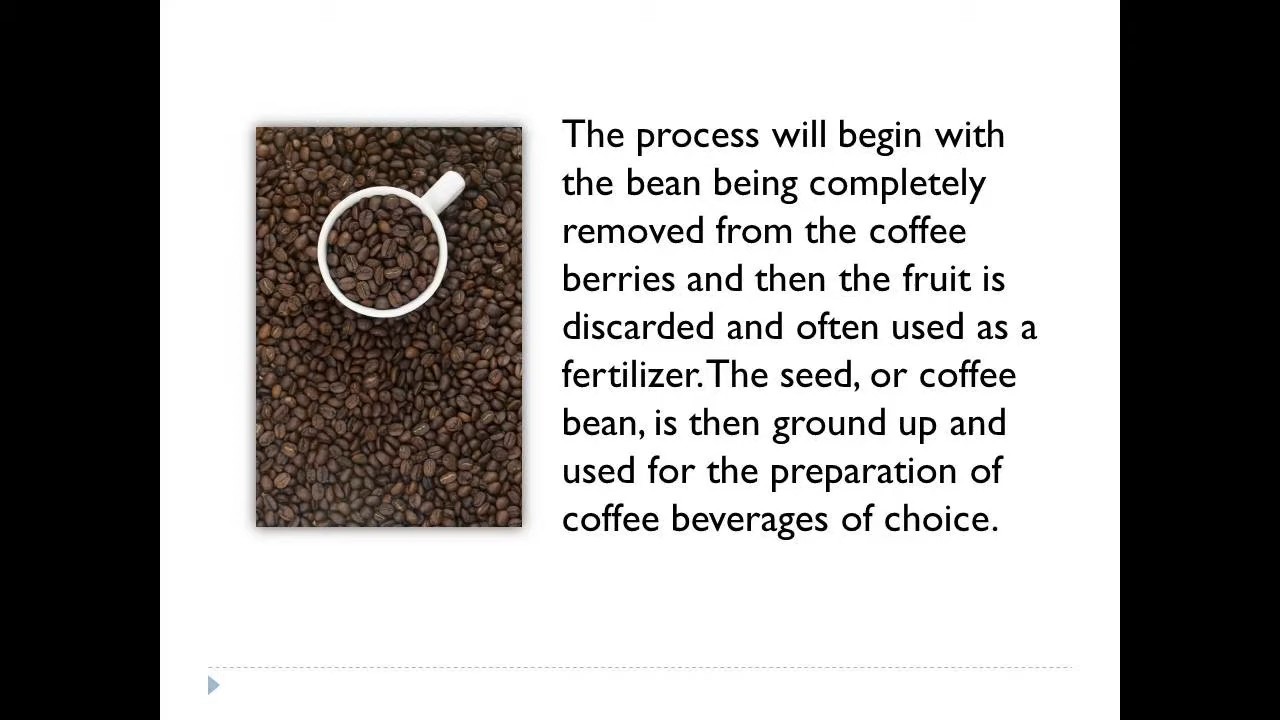 The process will begin with
the bean being completely
removed from the coffee
berries and then the fruit is
discarded and often used as a
fertilizer. The seed, or coffee
bean, is then ground up and
used for the preparation of
coffee beverages of choice.